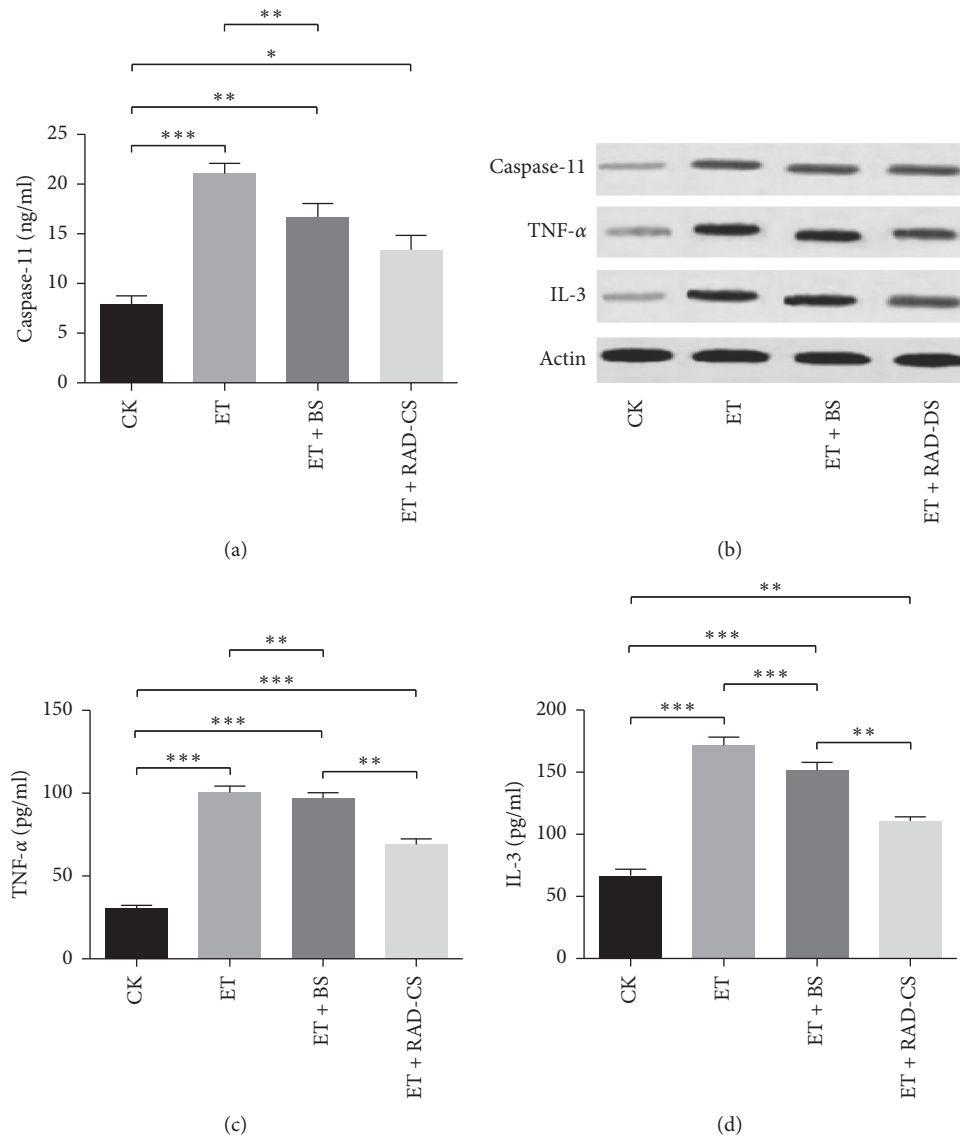 **
*
**
***
25
20
15
10
5
0
Caspase-11 (ng/ml)
CK
ET
ET + BS
ET + RAD-CS
(a)
Caspase-11
TNF-α
IL-3
Actin
CK
ET
ET + BS
ET + RAD-DS
(b)
**
***
***
***
**
150
100
50
0
TNF-α (pg/ml)
CK
ET
ET + BS
ET + RAD-CS
(c)
**
***
***
***
**
200
150
100
50
0
IL-3 (pg/ml)
CK
ET
ET + BS
ET + RAD-CS
(d)